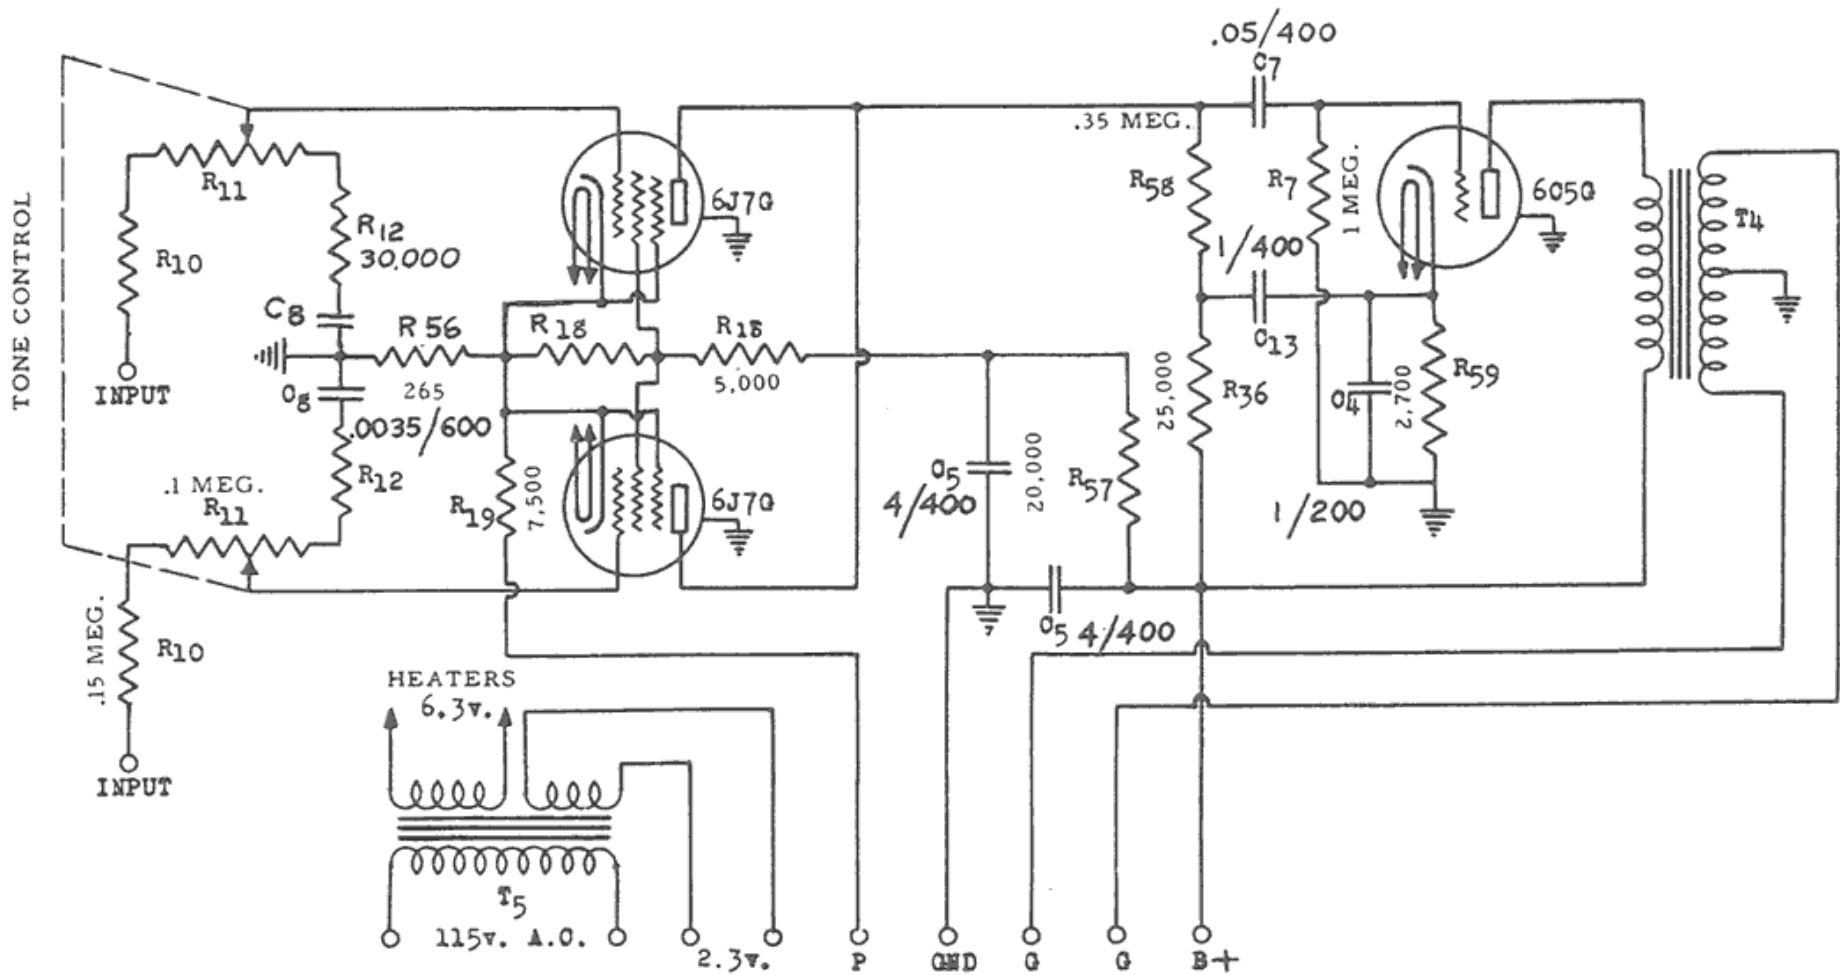 .05/400
C7
.35 MEG.
R11
R12
30,000
R10
TONE CONTROL
6J7G
R58
R7
1 MEG.
6C5G
T4
1/400
C8
R56
R18
R18
C13
INPUT
C8
265
5,000
25,000
R36
C4
2,700
R59
.0035/600
.1 MEG.
R11
R12
R19
7,500
6J7G
C5
4/400
20,000
R57
1/200
.15 MEG.
R10
C5 4/400
HEATERS
6.3v.
INPUT
T5
115v. A.C.
2.3v.
P
GND
G
G
B+